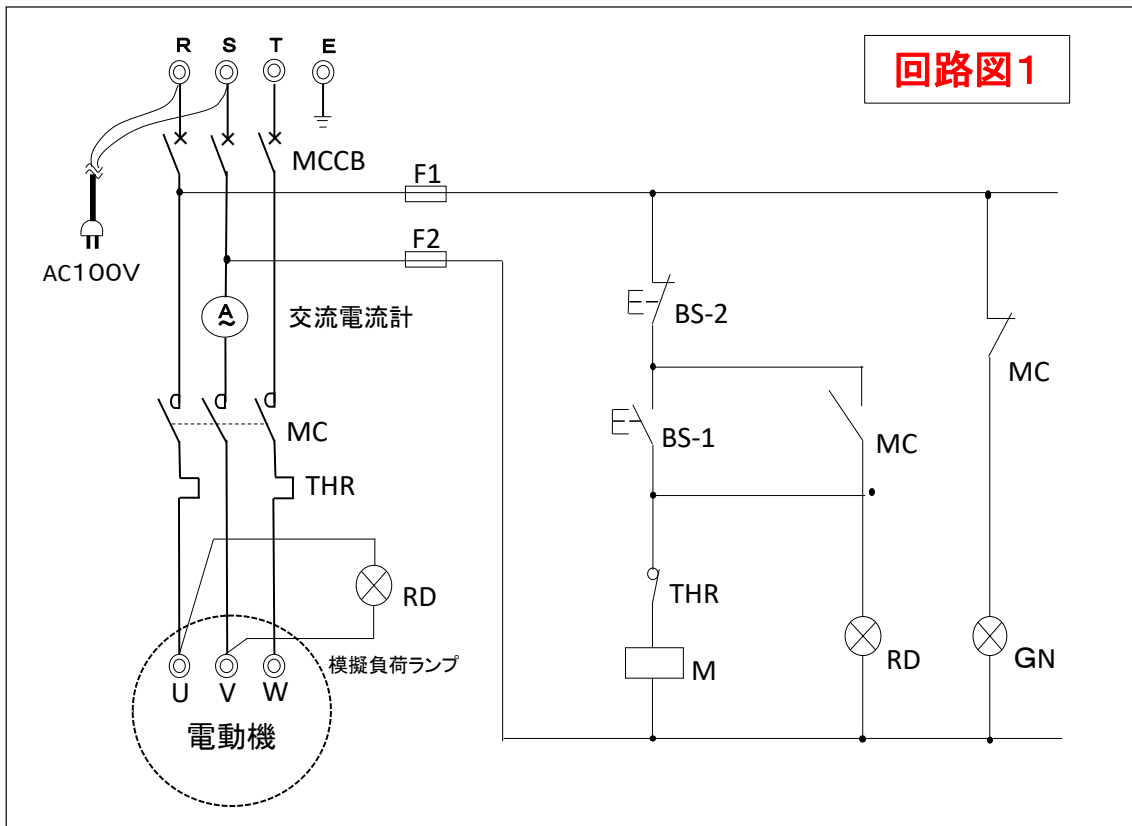 R S T E
回路図1
MCCB
F1
F2
AC100V
A
交流電流計
BS-2
MC
BS-1
MC
MC
THR
THR
RD
模擬負荷ランプ
M
RD
GN
U V W
電動機